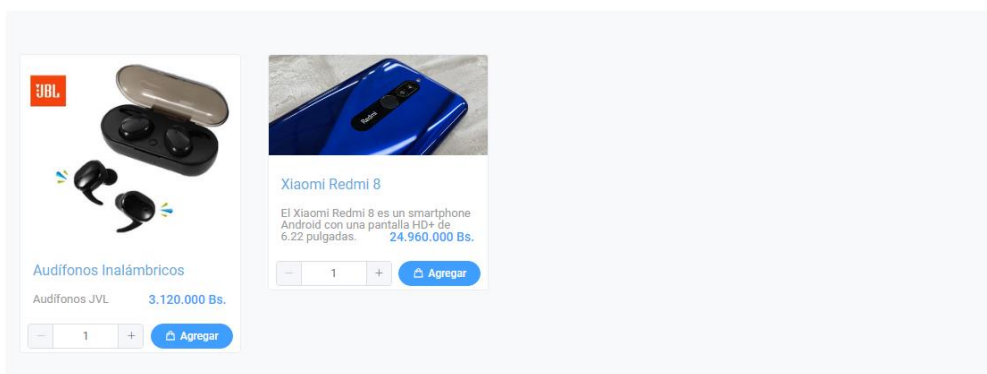 JBL
Audífonos Inalámbricos
Audífonos JVL 3.120.000 Bs.
− 1 + Agregar
Redmi
Xiaomi Redmi 8
El Xiaomi Redmi 8 es un smartphone
Android con una pantalla HD+ de
6.22 pulgadas. 24.960.000 Bs.
− 1 + Agregar